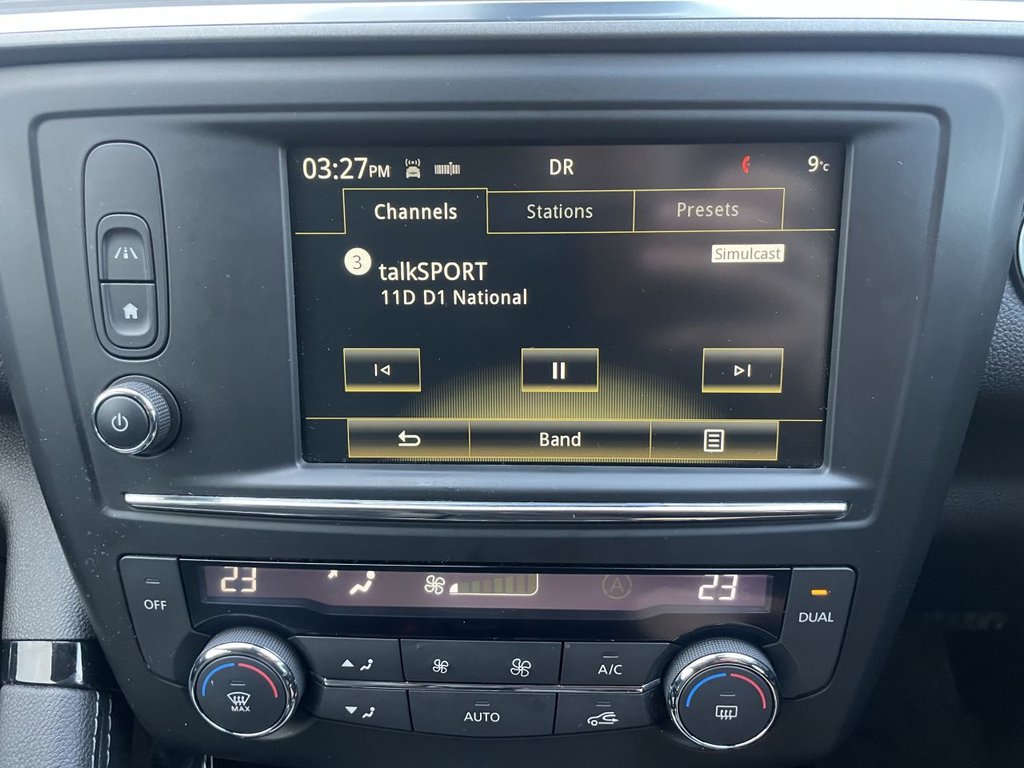 03:27PM DR 9°c
Channels Stations Presets
3 talkSPORT Simulcast
11D D1 National
Band
23 A 23
OFF DUAL
A/C
MAX AUTO